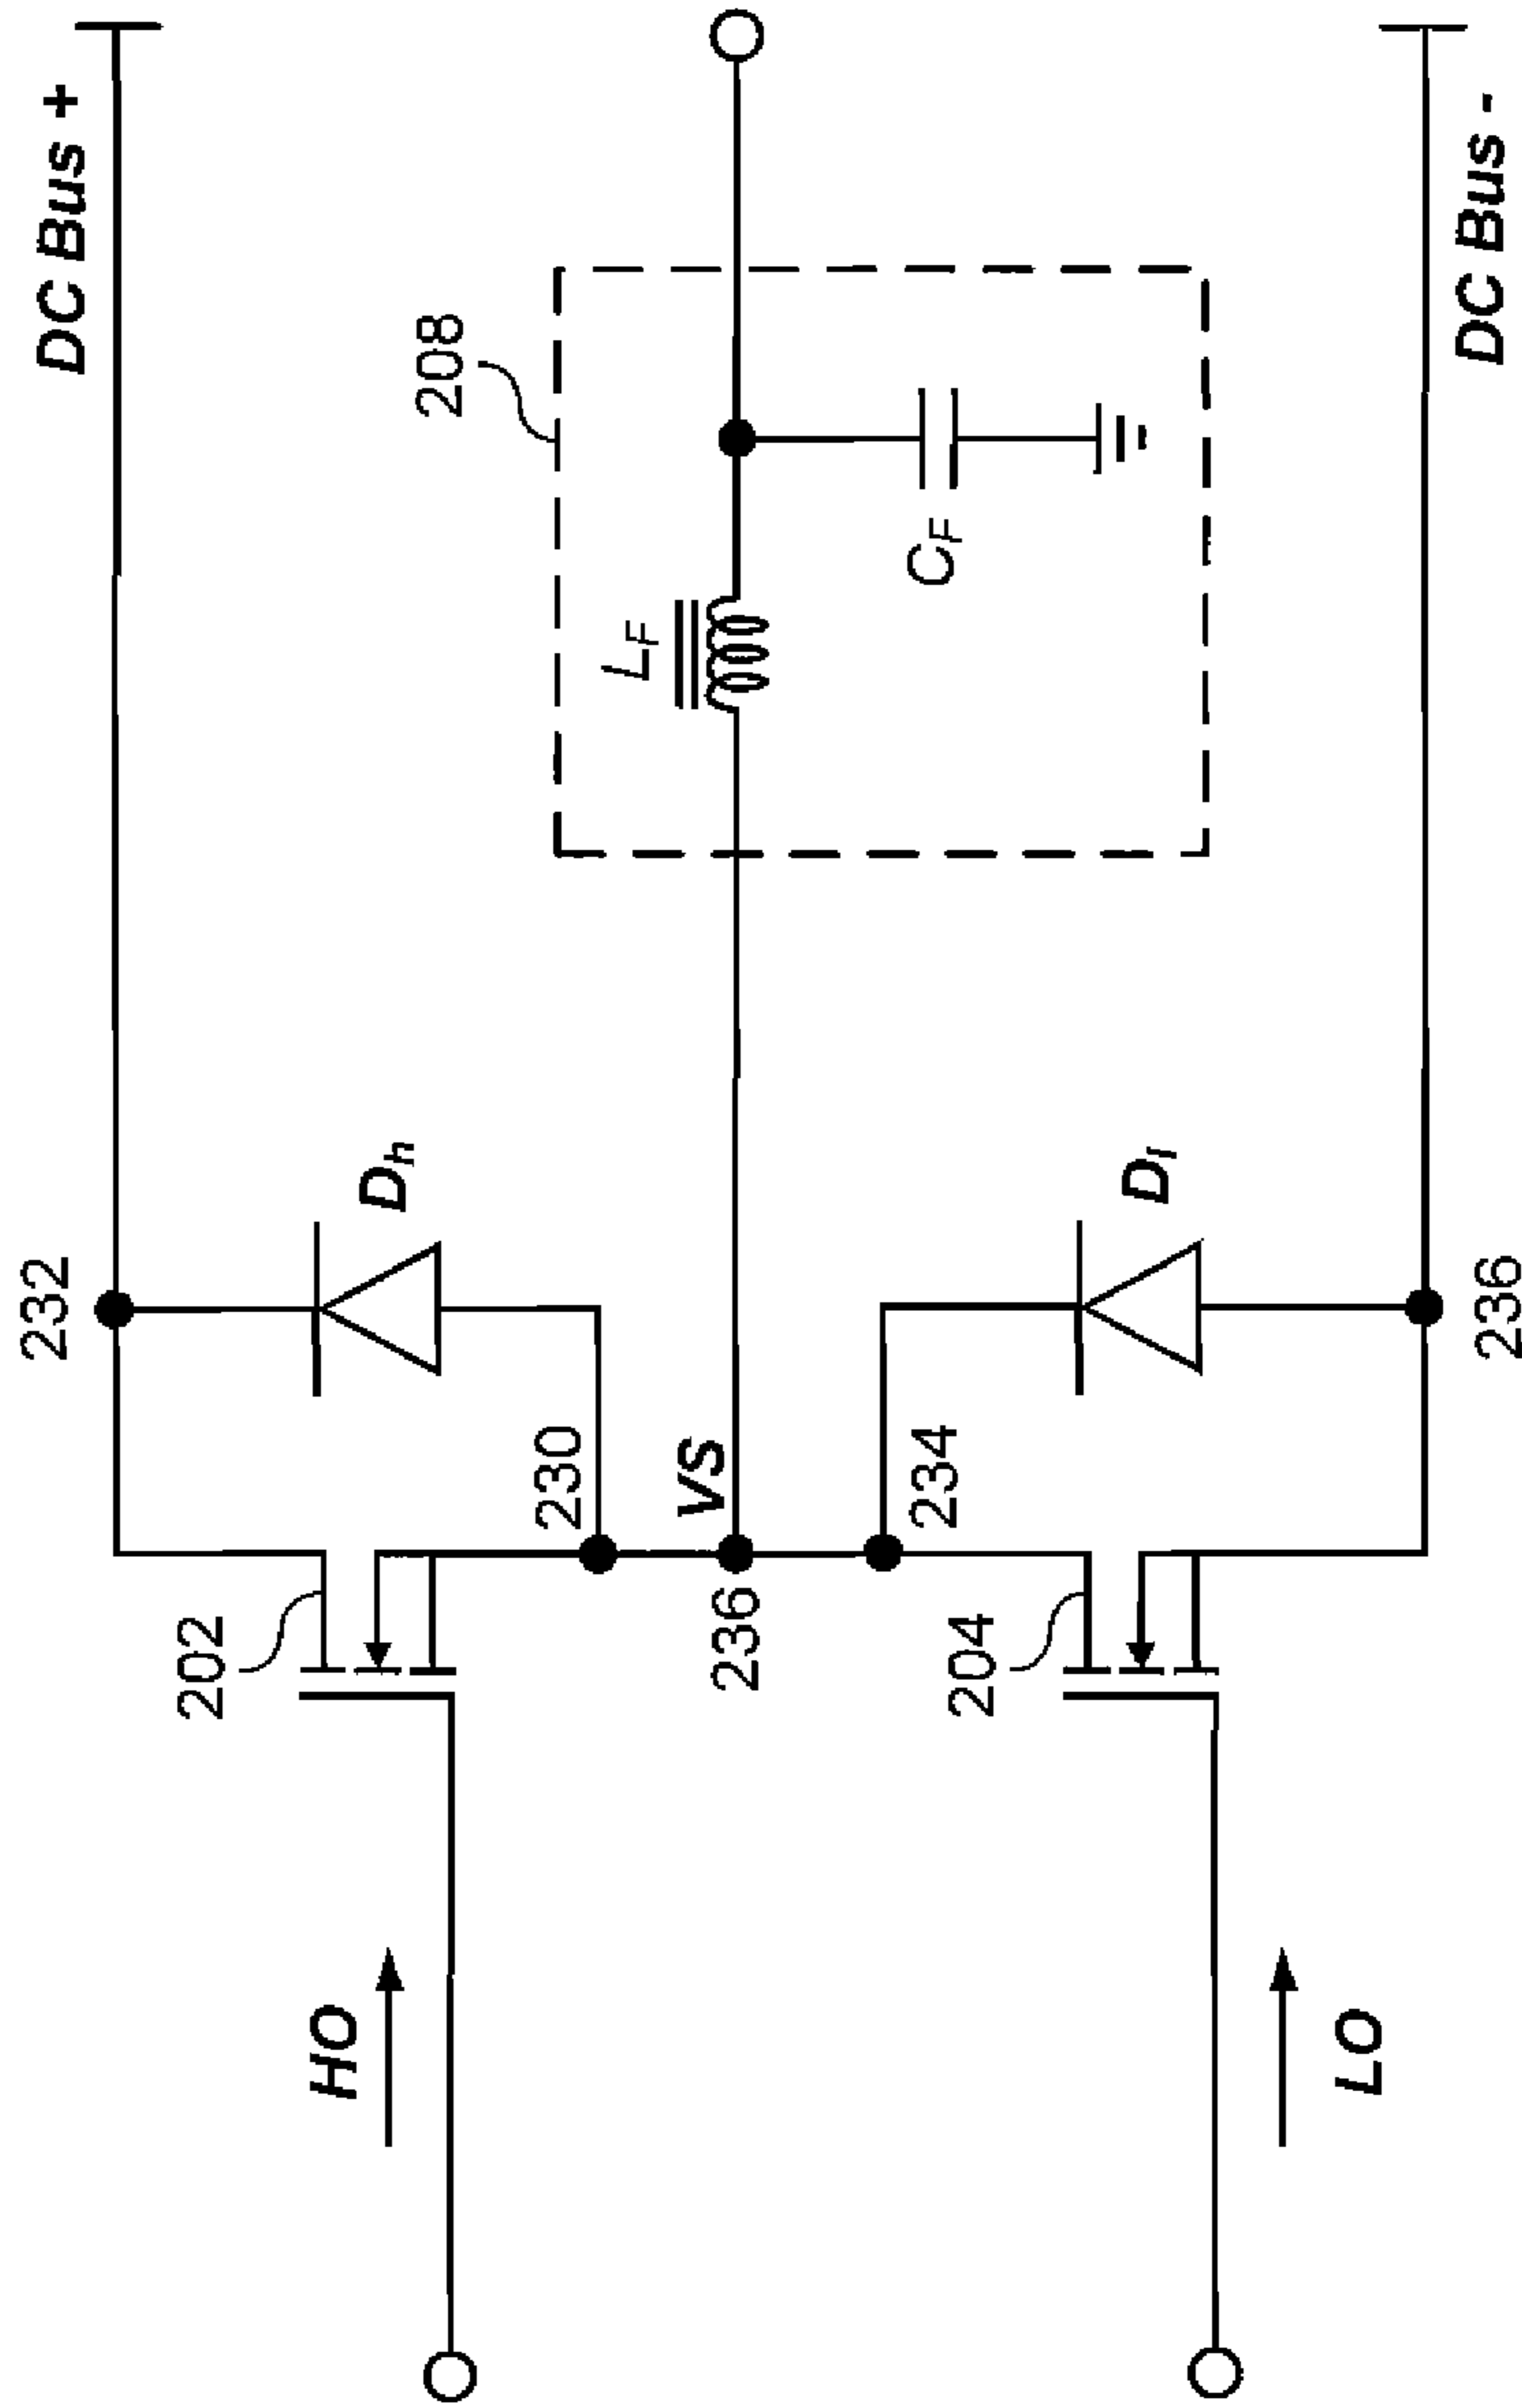 232
DC Bus +
202
Dh
HO
208
230
LF
VS
236
CF
234
204
Dl
LO
236
DC Bus -